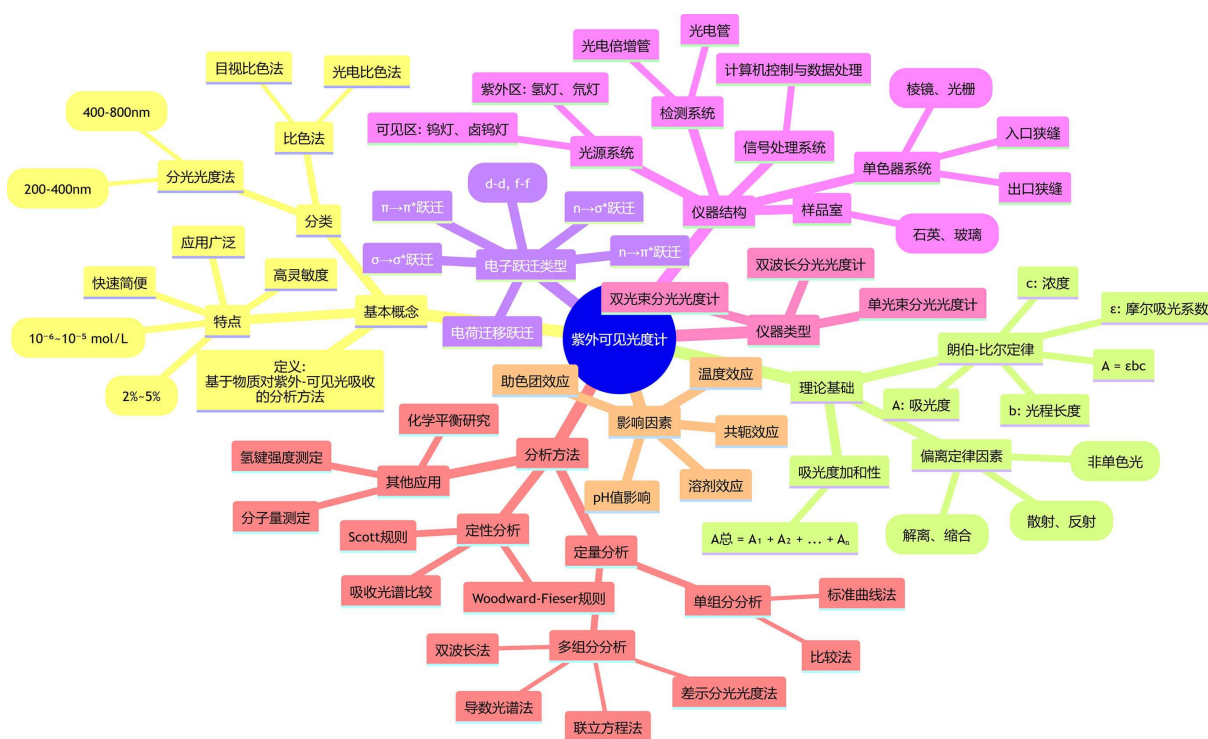 紫外可见光度计
基本概念
定义:
基于物质对紫外-可见光吸收
的分析方法
特点
高灵敏度
应用广泛
快速简便
10⁻⁶~10⁻⁵ mol/L
2%~5%
分类
比色法
目视比色法
光电比色法
分光光度法
400-800nm
200-400nm
电子跃迁类型
σ→σ*跃迁
π→π*跃迁
d-d, f-f
n→σ*跃迁
n→π*跃迁
电荷迁移跃迁
仪器结构
光源系统
紫外区: 氢灯、氘灯
可见区: 钨灯、卤钨灯
检测系统
光电倍增管
光电管
信号处理系统
计算机控制与数据处理
单色器系统
棱镜、光栅
入口狭缝
出口狭缝
样品室
石英、玻璃
仪器类型
双光束分光光度计
双波长分光光度计
单光束分光光度计
理论基础
朗伯-比尔定律
c: 浓度
ε: 摩尔吸光系数
A = εbc
b: 光程长度
A: 吸光度
偏离定律因素
非单色光
散射、反射
解离、缩合
吸光度加和性
A总 = A₁ + A₂ + ... + Aₙ
影响因素
助色团效应
温度效应
共轭效应
溶剂效应
pH值影响
分析方法
其他应用
化学平衡研究
氢键强度测定
分子量测定
定性分析
Scott规则
吸收光谱比较
Woodward-Fieser规则
定量分析
单组分分析
标准曲线法
比较法
多组分分析
双波长法
导数光谱法
联立方程法
差示分光光度法